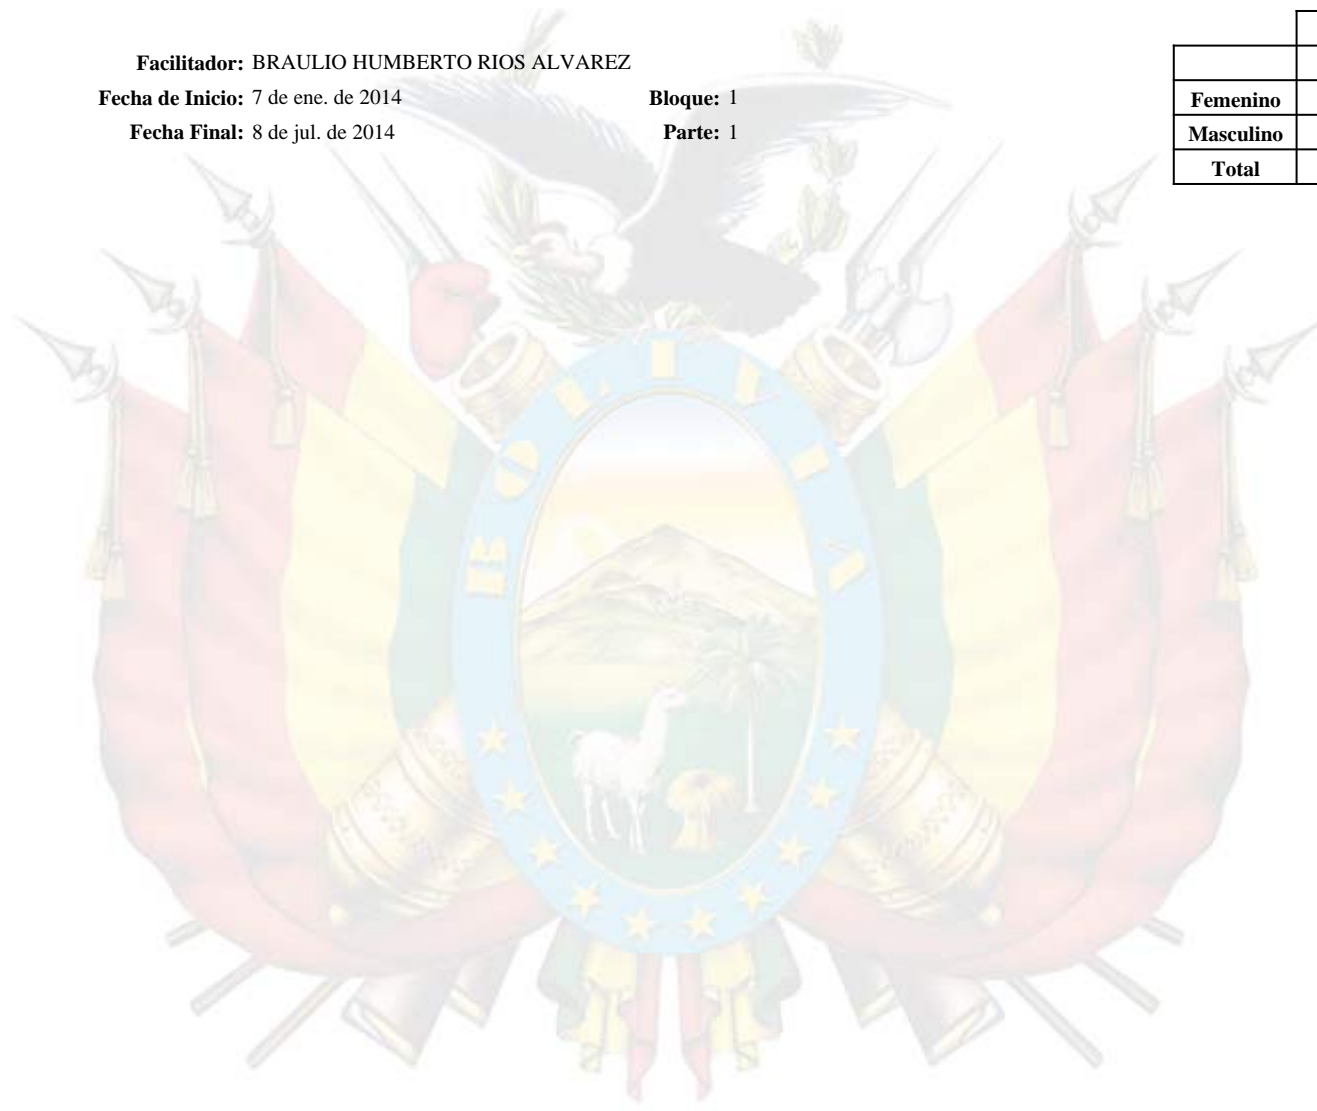 Facilitador: BRAULIO HUMBERTO RIOS ALVAREZ
Fecha de Inicio: 7 de ene. de 2014 Bloque: 1
Fecha Final: 8 de jul. de 2014 Parte: 1
Femenino
Masculino
Total
BOLIVIA